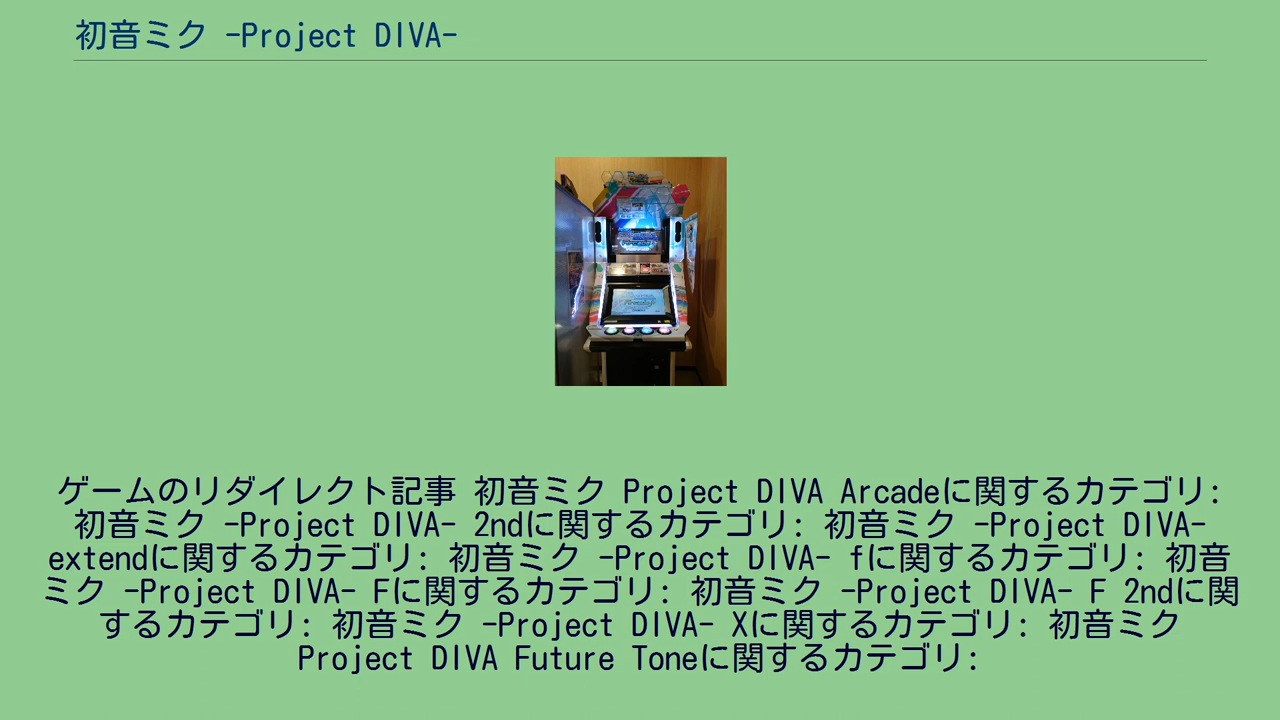 初音ミク -Project DIVA-
ゲームのリダイレクト記事 初音ミク Project DIVA Arcadeに関するカテゴリ:
初音ミク -Project DIVA- 2ndに関するカテゴリ: 初音ミク -Project DIVA-
extendに関するカテゴリ: 初音ミク -Project DIVA- fに関するカテゴリ: 初音
ミク -Project DIVA- Fに関するカテゴリ: 初音ミク -Project DIVA- F 2ndに関
するカテゴリ: 初音ミク -Project DIVA- Xに関するカテゴリ: 初音ミク
Project DIVA Future Toneに関するカテゴリ: